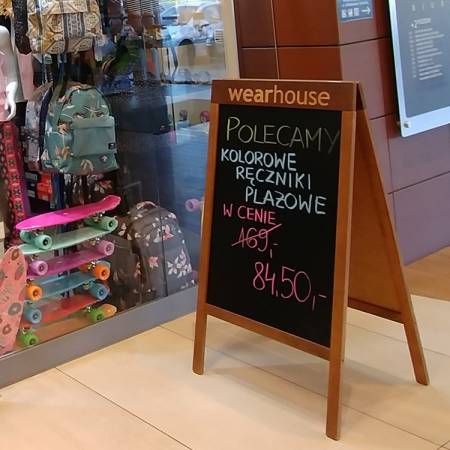 wearhouse
POLECAMY
KOLOROWE
RĘCZNIKI
PLAŻOWE
W CENIE
169,-
84.50,-